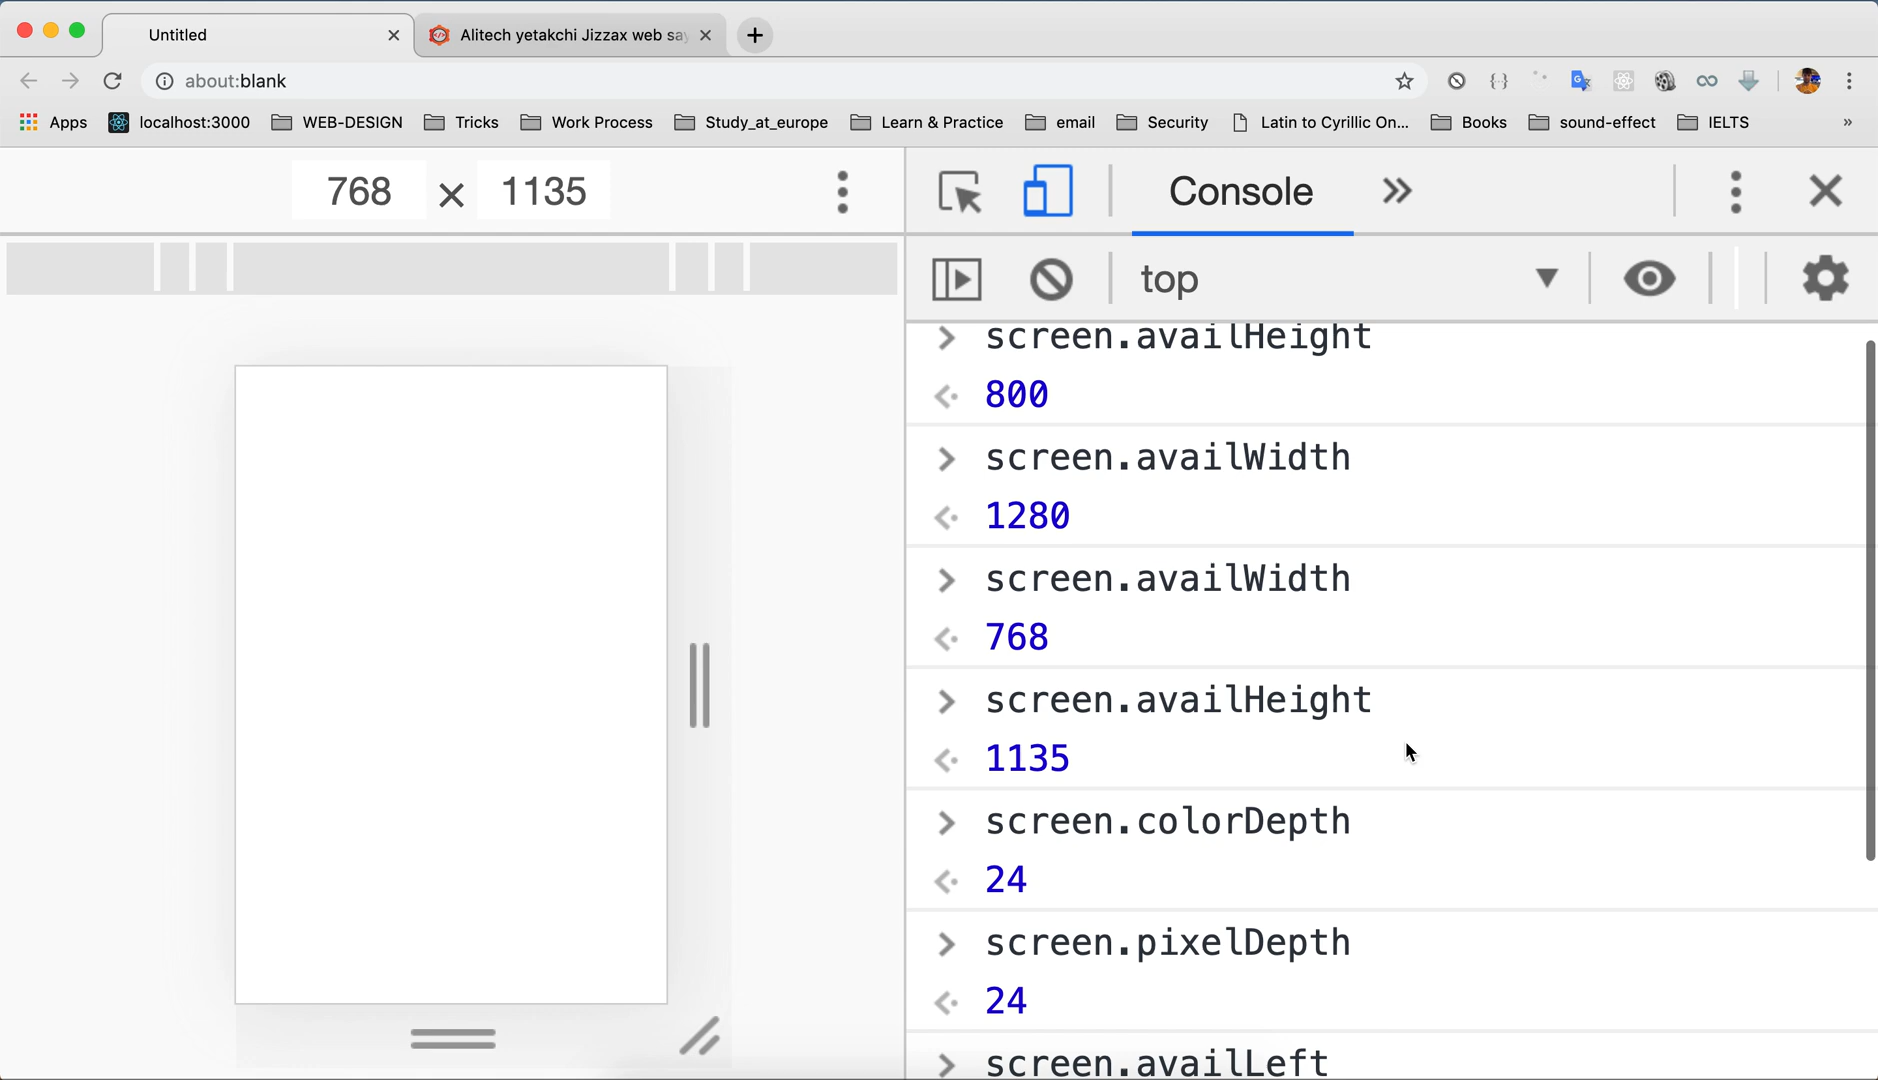 Untitled
Alitech yetakchi Jizzax web say
about:blank
Apps
localhost:3000
WEB-DESIGN
Tricks
Work Process
Study_at_europe
Learn & Practice
email
Security
Latin to Cyrillic On...
Books
sound-effect
IELTS
»
768 × 1135
Console
top
> screen.availHeight
800
> screen.availWidth
1280
> screen.availWidth
768
> screen.availHeight
1135
> screen.colorDepth
24
> screen.pixelDepth
24
> screen.availLeft